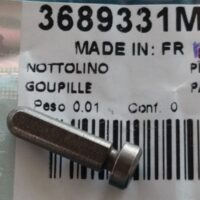 3689331M
MADE IN: FR
NOTTOLINO
GOUPILLE
Peso 0.01 Conf. 0